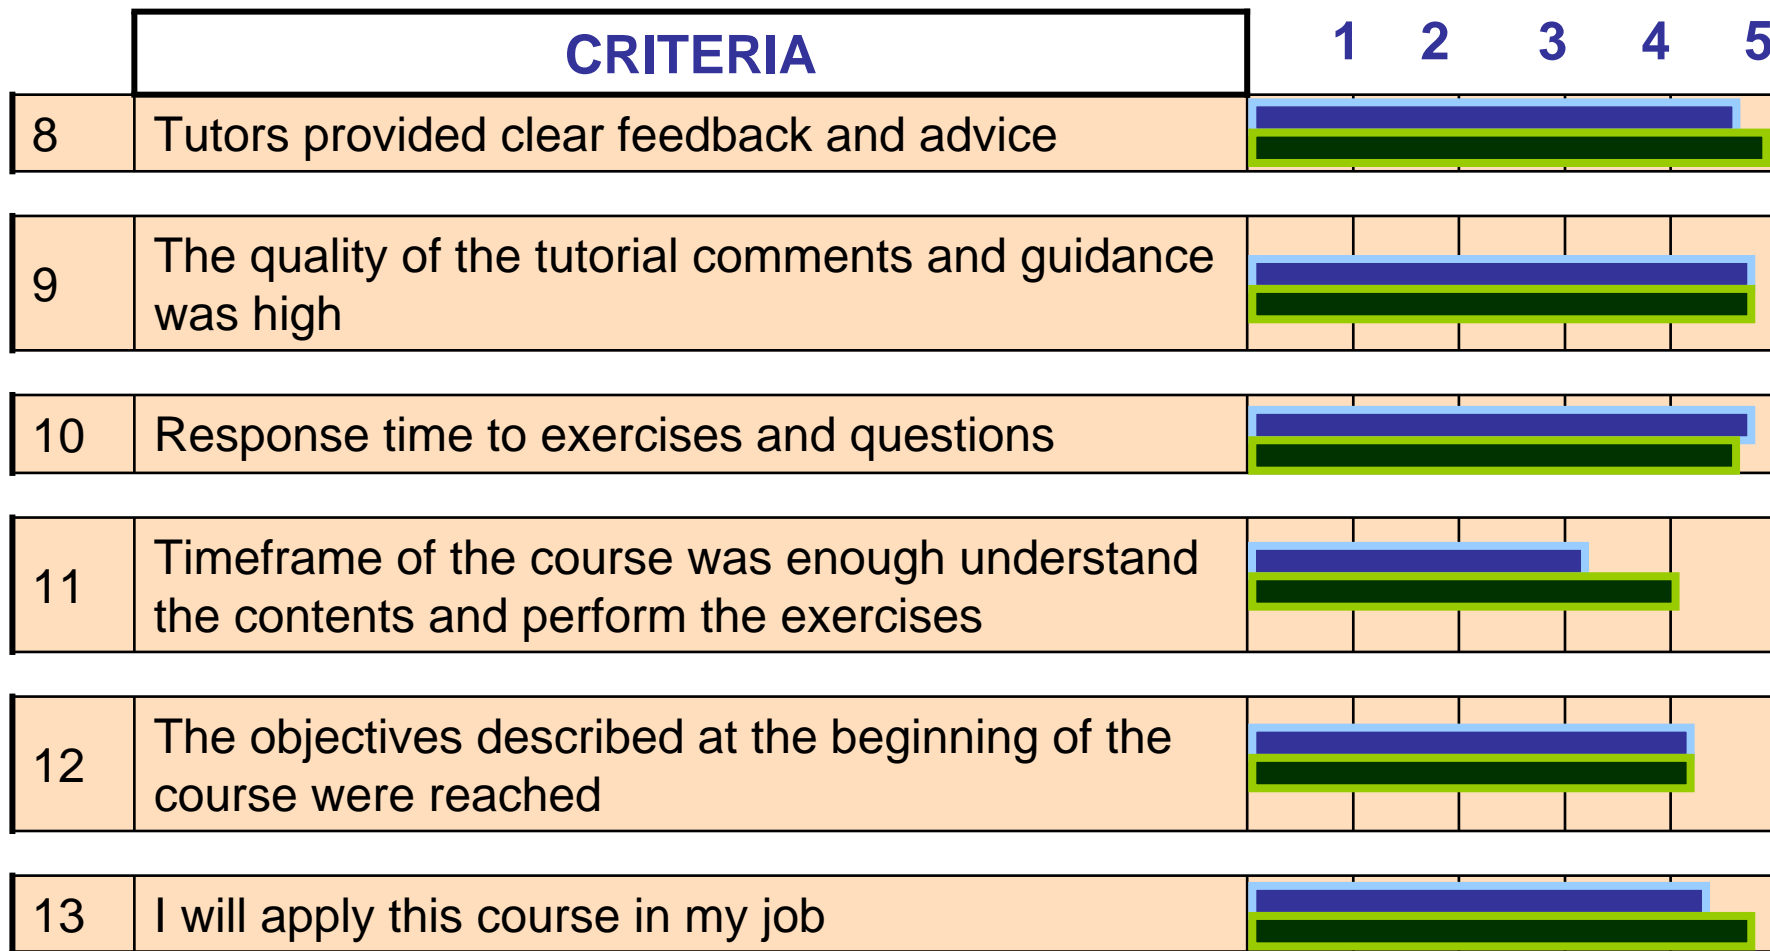 CRITERIA 1 2 3 4 5
8 Tutors provided clear feedback and advice
9 The quality of the tutorial comments and guidance
was high
10 Response time to exercises and questions
11 Timeframe of the course was enough understand
the contents and perform the exercises
12 The objectives described at the beginning of the
course were reached
13 I will apply this course in my job